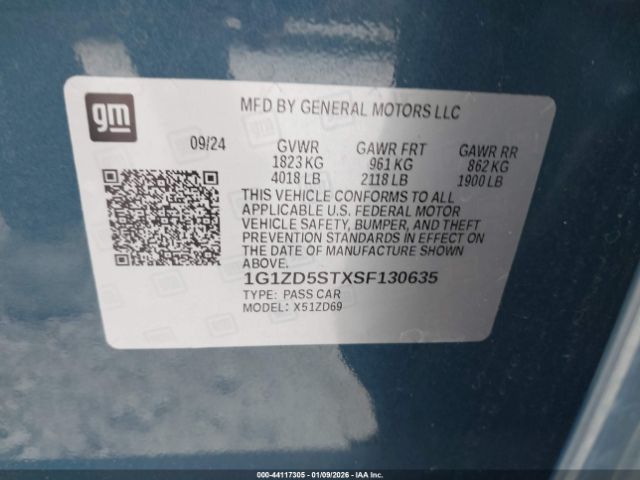 gm
MFD BY GENERAL MOTORS LLC
09/24 GVWR GAWR FRT GAWR RR
1823 KG 961 KG 862 KG
4018 LB 2118 LB 1900 LB
THIS VEHICLE CONFORMS TO ALL
APPLICABLE U.S. FEDERAL MOTOR
VEHICLE SAFETY, BUMPER, AND THEFT
PREVENTION STANDARDS IN EFFECT ON
THE DATE OF MANUFACTURE SHOWN
ABOVE.
1G1ZD5STXSF130635
TYPE: PASS CAR
MODEL: X51ZD69
000-44117305 - 01/09/2026 - IAA Inc.